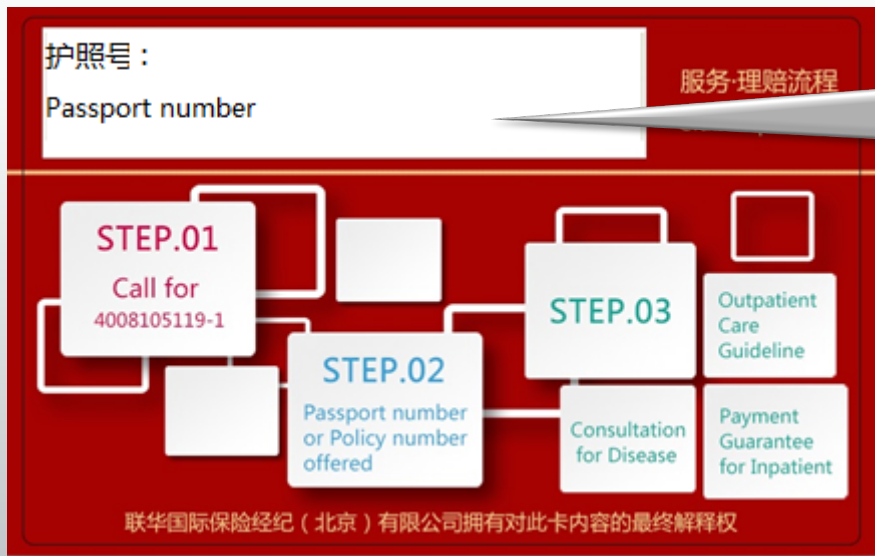 护照号：
Passport number
服务·理赔流程
STEP.01
Call for
4008105119-1
STEP.02
Passport number
or Policy number
offered
STEP.03
Outpatient
Care
Guideline
Consultation
for Disease
Payment
Guarantee
for Inpatient
联华国际保险经纪（北京）有限公司拥有对此卡内容的最终解释权